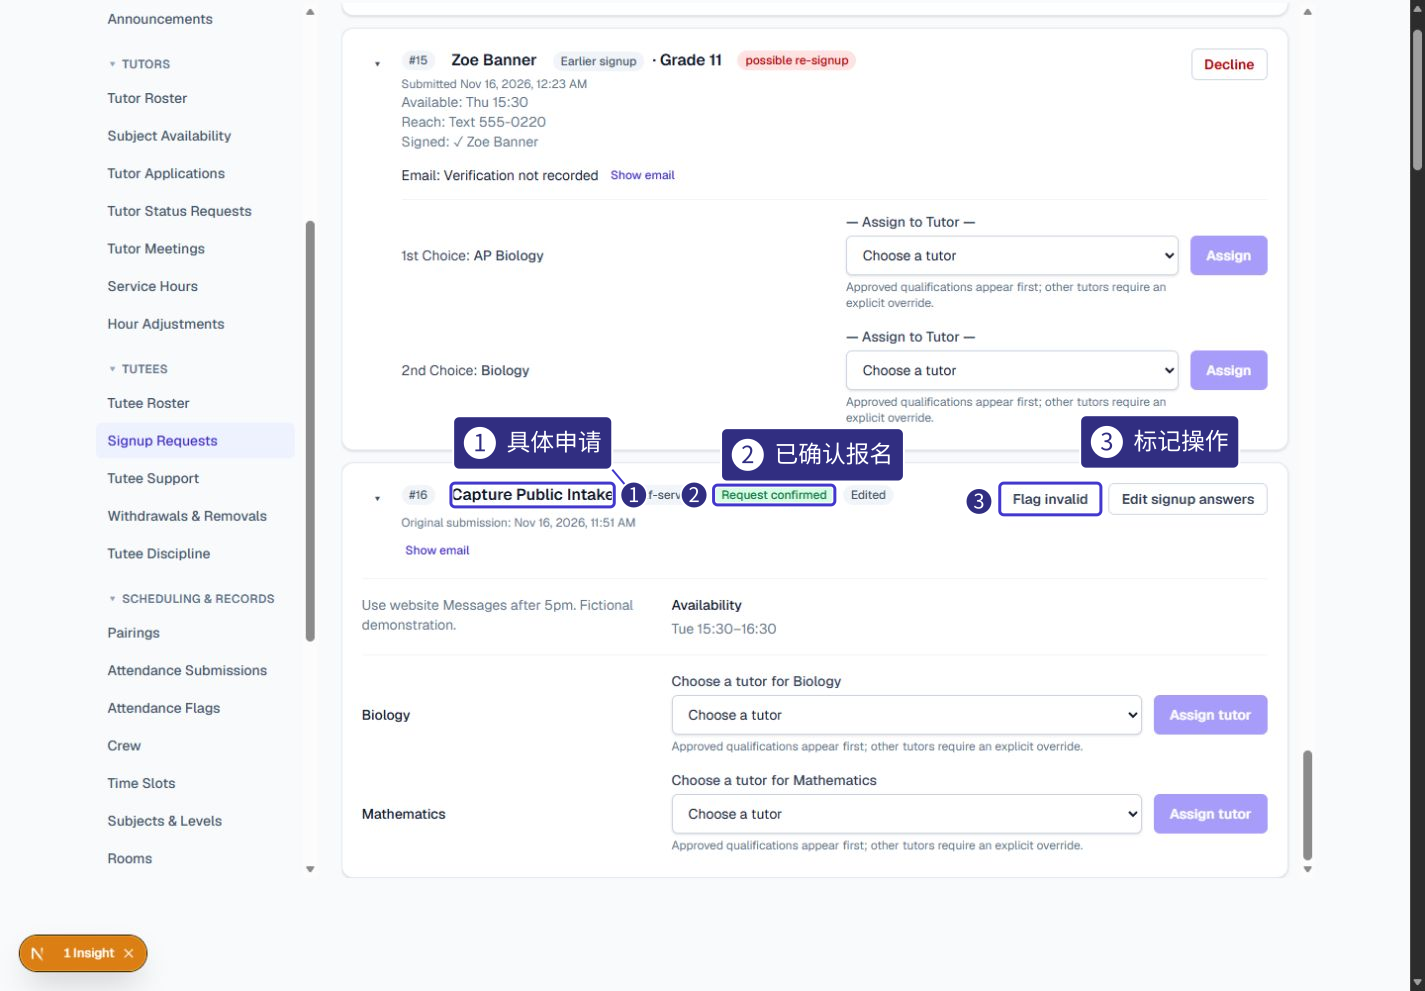 Announcements
TUTORS
Tutor Roster
Subject Availability
Tutor Applications
Tutor Status Requests
Tutor Meetings
Service Hours
Hour Adjustments
TUTEES
Tutee Roster
Signup Requests
Tutee Support
Withdrawals & Removals
Tutee Discipline
SCHEDULING & RECORDS
Pairings
Attendance Submissions
Attendance Flags
Crew
Time Slots
Subjects & Levels
Rooms
#15 Zoe Banner Earlier signup · Grade 11 possible re-signup Decline
Submitted Nov 16, 2026, 12:23 AM
Available: Thu 15:30
Reach: Text 555-0220
Signed: ✓ Zoe Banner
Email: Verification not recorded Show email
— Assign to Tutor —
1st Choice: AP Biology Choose a tutor Assign
Approved qualifications appear first; other tutors require an
explicit override.
— Assign to Tutor —
2nd Choice: Biology Choose a tutor Assign
Approved qualifications appear first; other tutors require an
explicit override.
1 具体申请
2 已确认报名
3 标记操作
#16 Capture Public Intake 1 f-serv 2 Request confirmed Edited 3 Flag invalid Edit signup answers
Original submission: Nov 16, 2026, 11:51 AM
Show email
Use website Messages after 5pm. Fictional
demonstration.
Availability
Tue 15:30–16:30
Choose a tutor for Biology
Biology Choose a tutor Assign tutor
Approved qualifications appear first; other tutors require an explicit override.
Choose a tutor for Mathematics
Mathematics Choose a tutor Assign tutor
Approved qualifications appear first; other tutors require an explicit override.
N 1 Insight ×